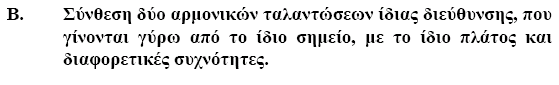 Β. Σύνθεση δύο αρμονικών ταλαντώσεων ίδιας διεύθυνσης, που
γίνονται γύρω από το ίδιο σημείο, με το ίδιο πλάτος και
διαφορετικές συχνότητες.